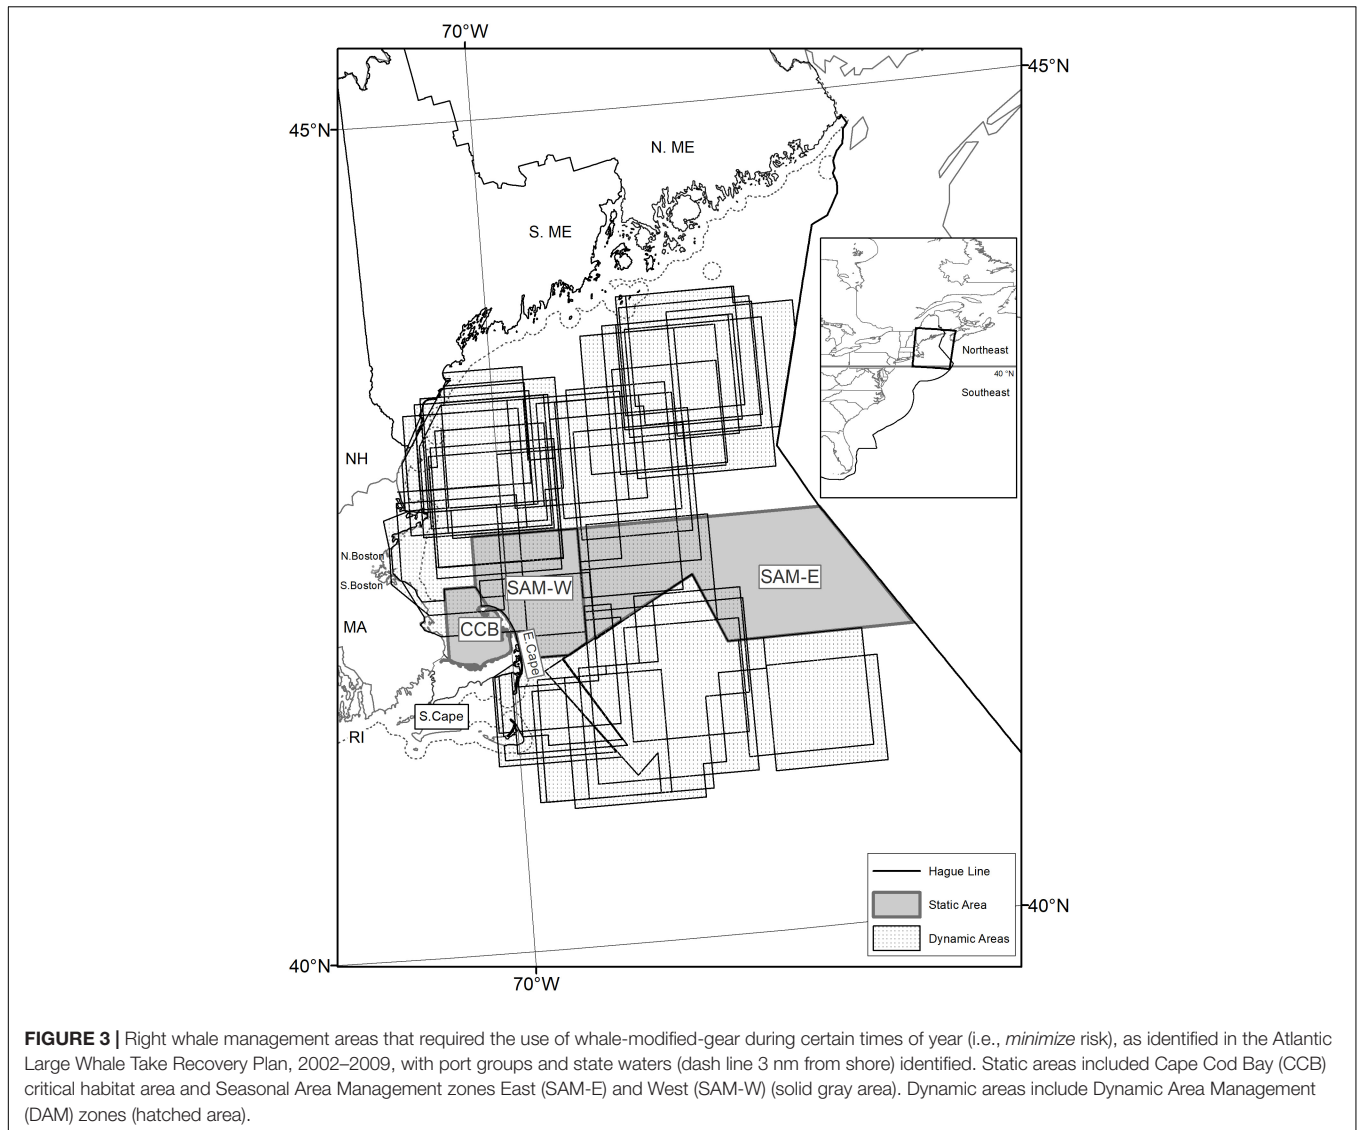 70°W
45°N
45°N
N. ME
S. ME
Northeast
40 °N
Southeast
NH
N.Boston
S.Boston
SAM-E
SAM-W
MA
CCB
E.Cape
S.Cape
RI
Hague Line
Static Area
40°N
Dynamic Areas
40°N
70°W
FIGURE 3 | Right whale management areas that required the use of whale-modified-gear during certain times of year (i.e., minimize risk), as identified in the Atlantic
Large Whale Take Recovery Plan, 2002–2009, with port groups and state waters (dash line 3 nm from shore) identified. Static areas included Cape Cod Bay (CCB)
critical habitat area and Seasonal Area Management zones East (SAM-E) and West (SAM-W) (solid gray area). Dynamic areas include Dynamic Area Management
(DAM) zones (hatched area).